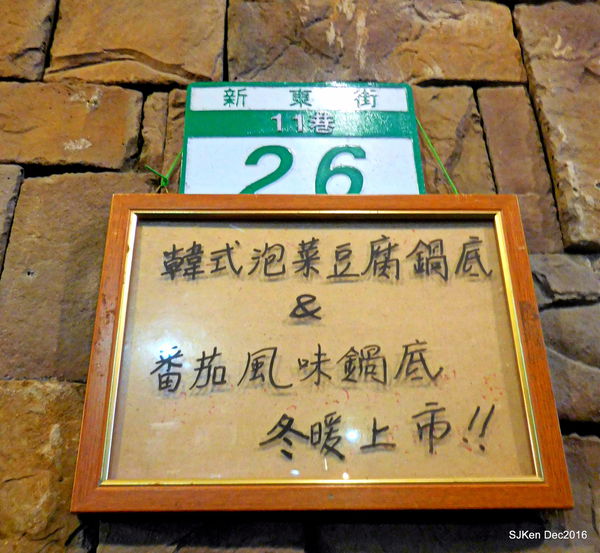 新東街
11巷
26
韓式泡菜豆腐鍋底
&
番茄風味鍋底
冬暖上市!!
SJKen Dec2016